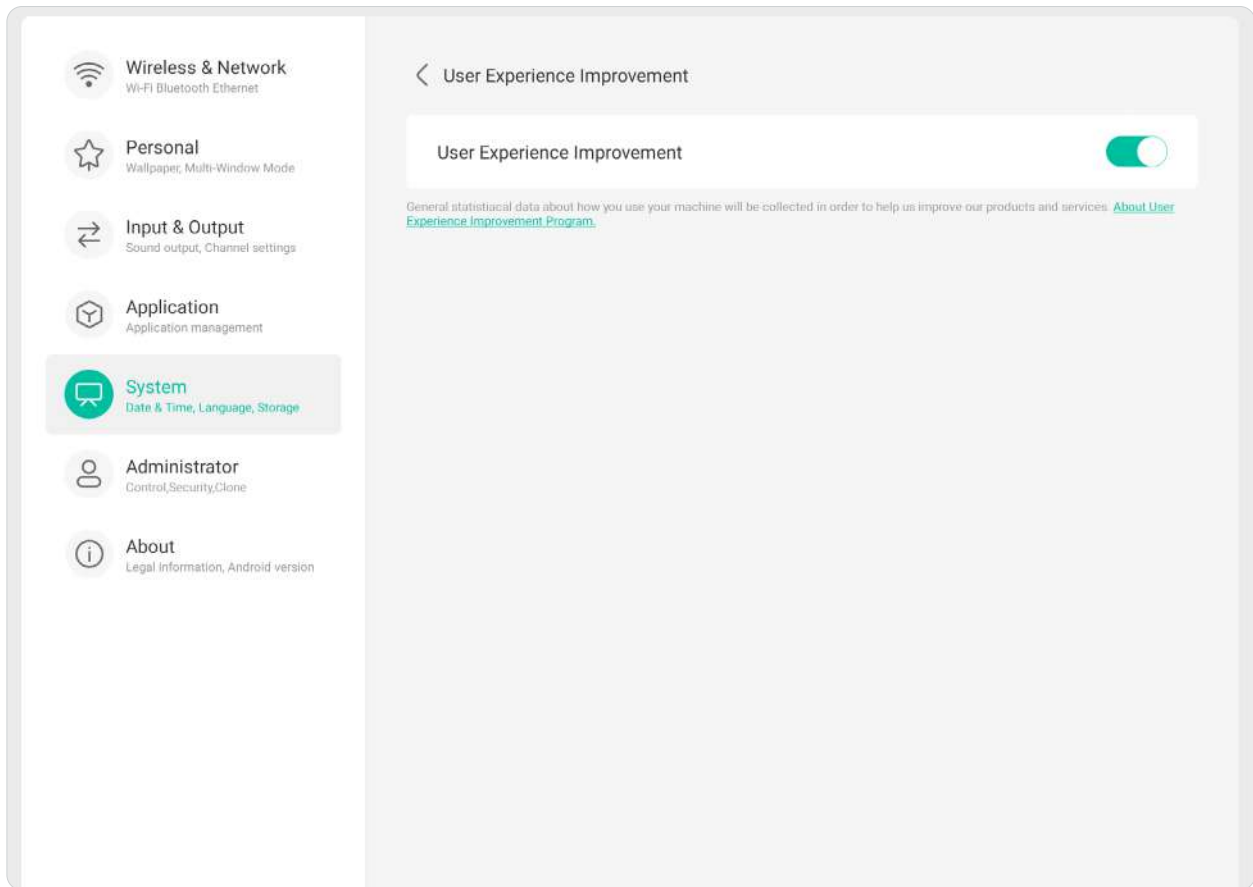 Wireless & Network
Wi-Fi Bluetooth Ethernet
Personal
Wallpaper, Multi-Window Mode
Input & Output
Sound output, Channel settings
Application
Application management
System
Date & Time, Language, Storage
Administrator
Control,Security,Clone
About
Legal information, Android version
User Experience Improvement
User Experience Improvement
General statistiacal data about how you use your machine will be collected in order to help us improve our products and services. About User
Experience Improvement Program.